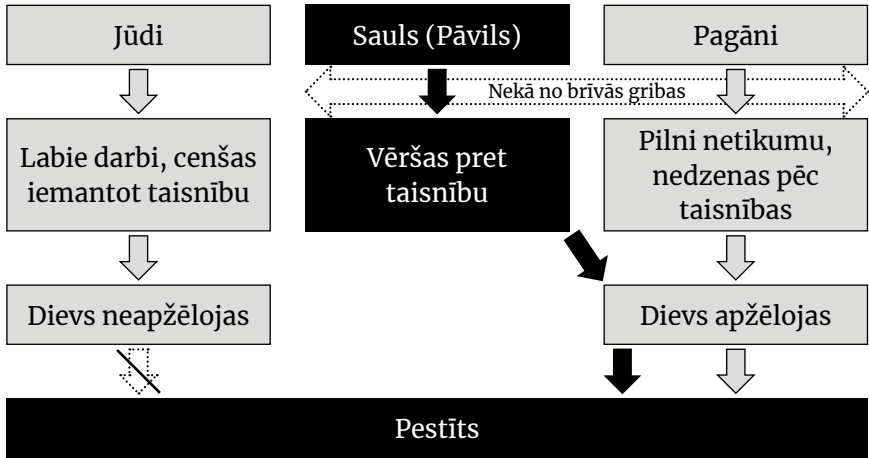 Jūdi
Sauls (Pāvils)
Pagāni
Nekā no brīvās gribas
Labie darbi, cenšas
iemantot taisnību
Vēršas pret
taisnību
Pilni netikumu,
nedzenas pēc
taisnības
Dievs neapžēlojas
Dievs apžēlojas
Pestīts